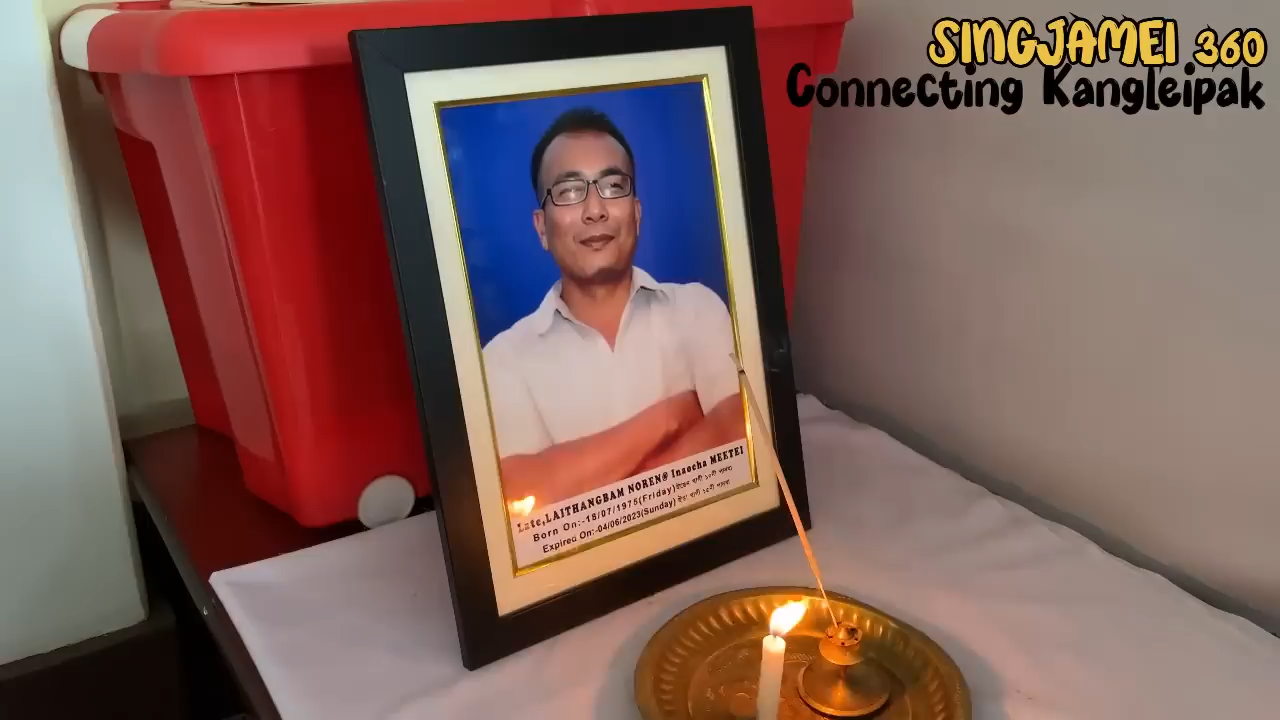 SINGJAMEI 360
Connecting Kangleipak
Late,LAITHANGBAM NOREN@ Inaocha MEETEI
Born On:-18/07/1975(Friday)
Expired On:-04/06/2023(Sunday)